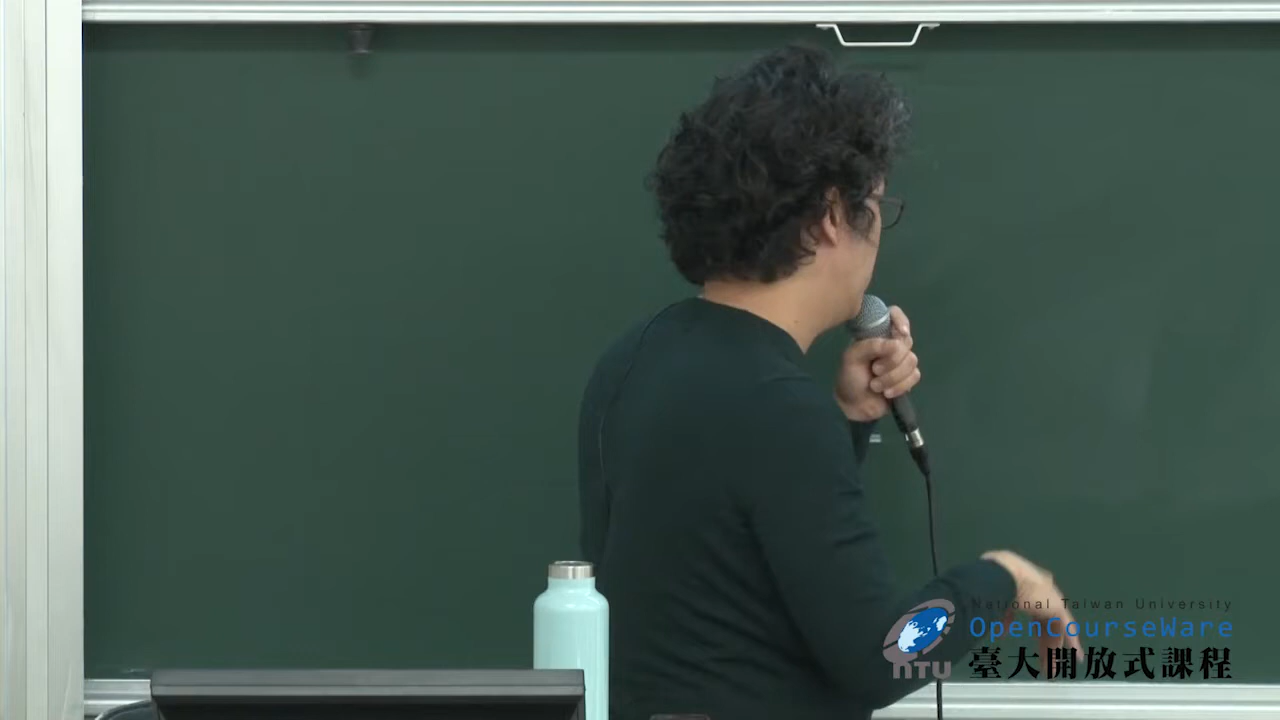 National Taiwan University
OpenCourseWare
NTU
臺大開放式課程